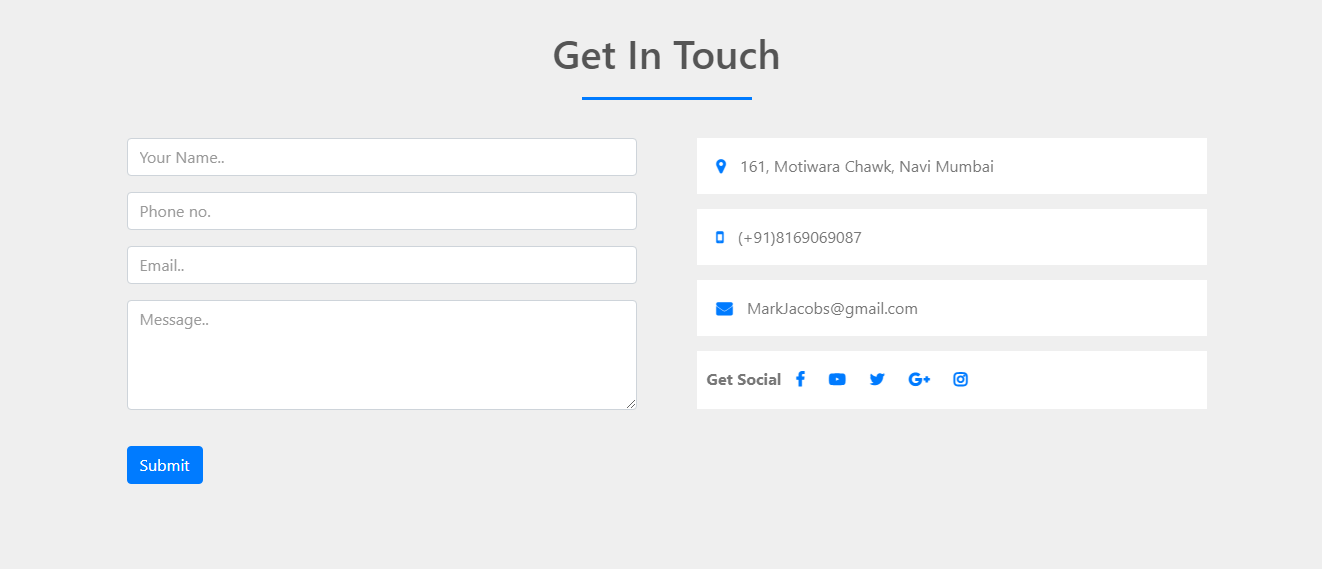 Get In Touch
Your Name..
Phone no.
Email..
Message..
Submit
161, Motiwara Chawk, Navi Mumbai
(+91)8169069087
MarkJacobs@gmail.com
Get Social